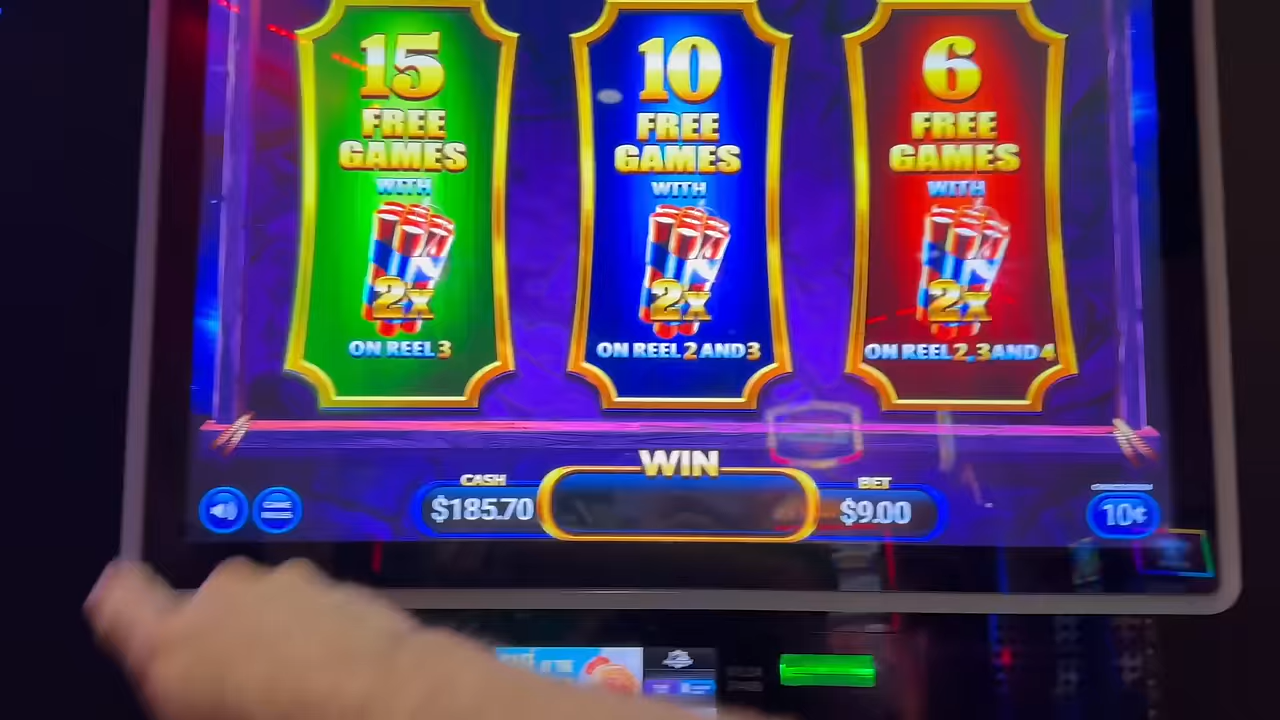 15
FREE
GAMES
WITH
2X
ON REEL 3
10
FREE
GAMES
WITH
2X
ON REEL 2 AND 3
6
FREE
GAMES
WITH
2X
ON REEL 2, 3 AND 4
WIN
CASH
$185.70
BET
$9.00
10¢